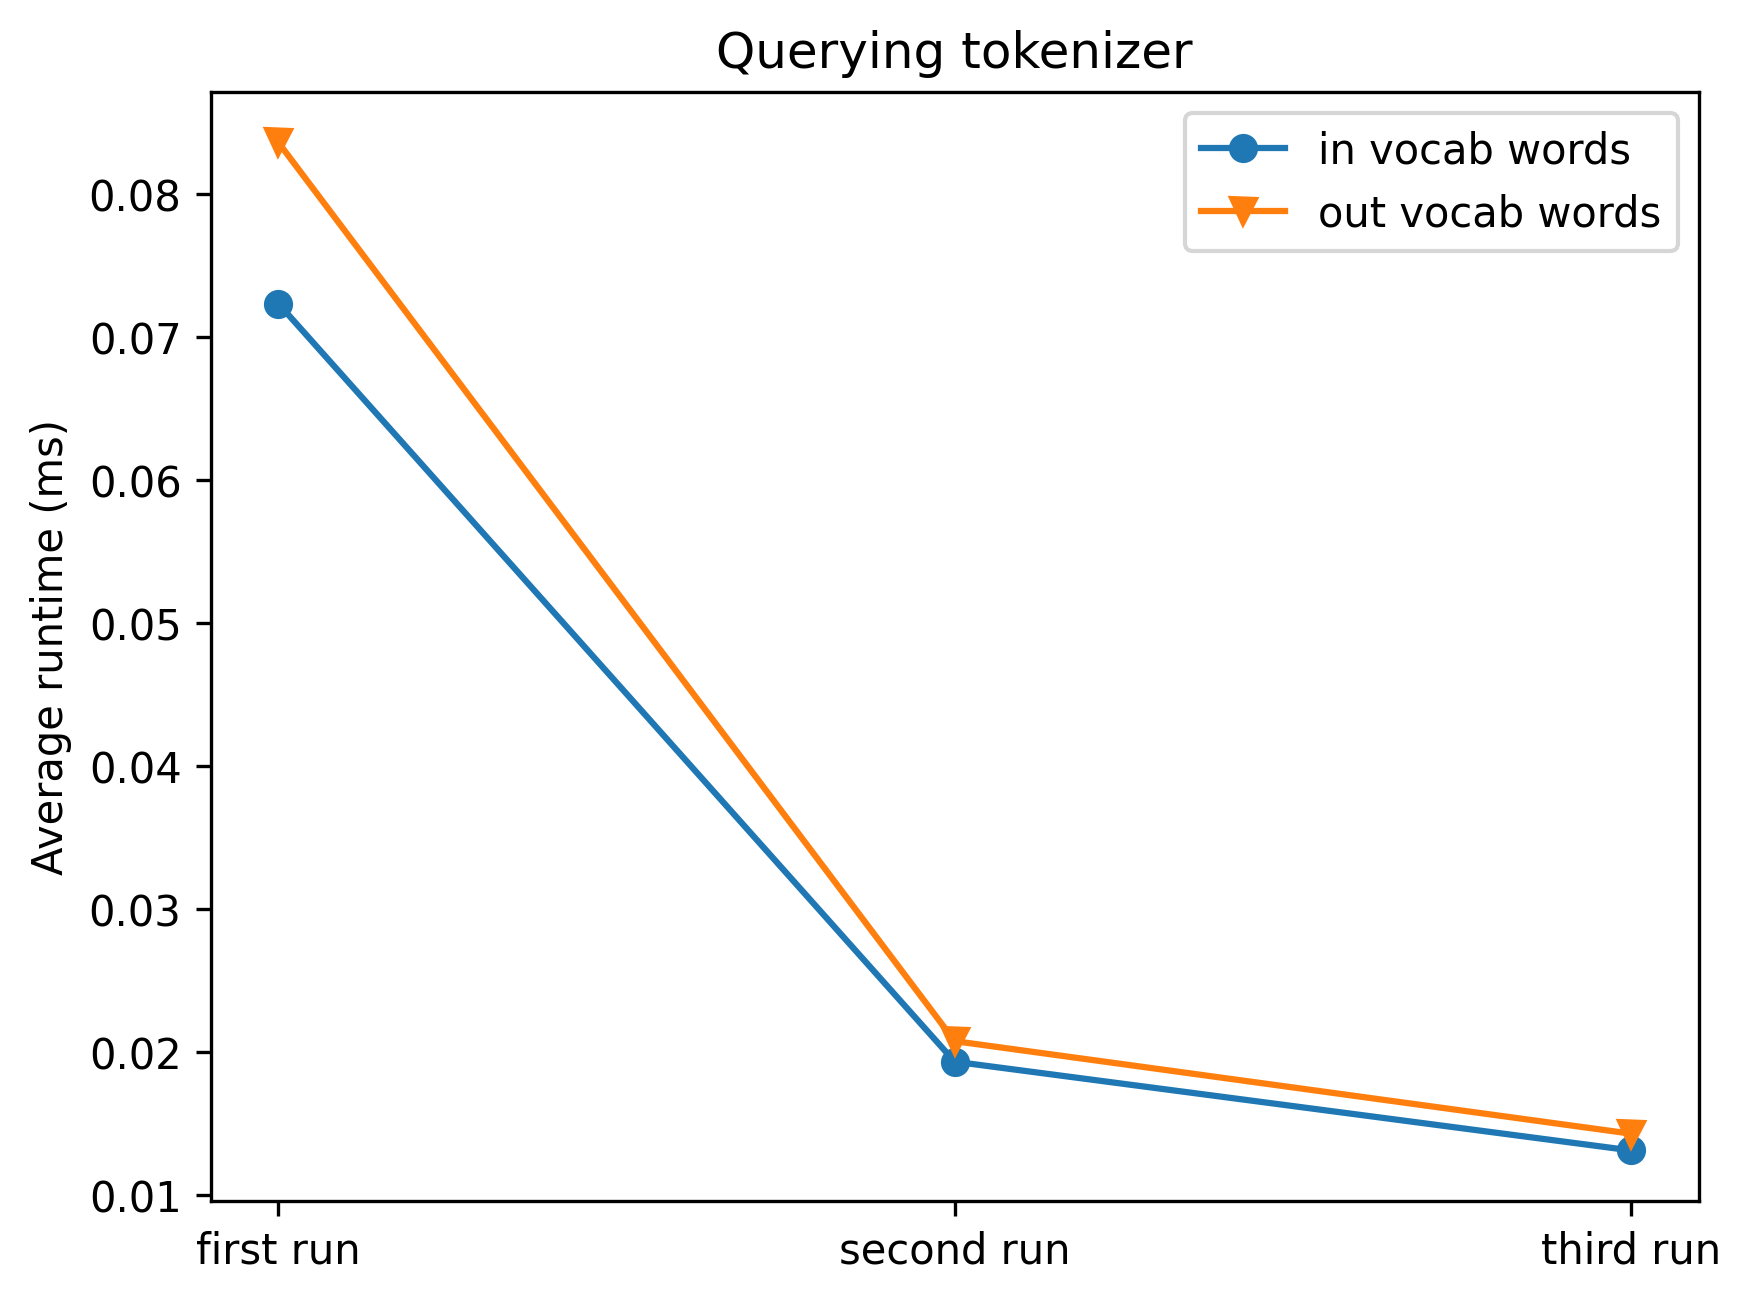 Querying tokenizer
in vocab words
out vocab words
Average runtime (ms)
0.08
0.07
0.06
0.05
0.04
0.03
0.02
0.01
first run
second run
third run